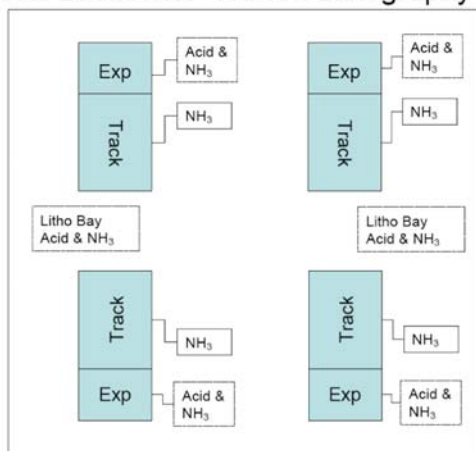 Exp
Acid &
NH₃
Track
NH₃
Exp
Acid &
NH₃
Track
NH₃
Litho Bay
Acid & NH₃
Litho Bay
Acid & NH₃
Track
NH₃
Exp
Acid &
NH₃
Track
NH₃
Exp
Acid &
NH₃